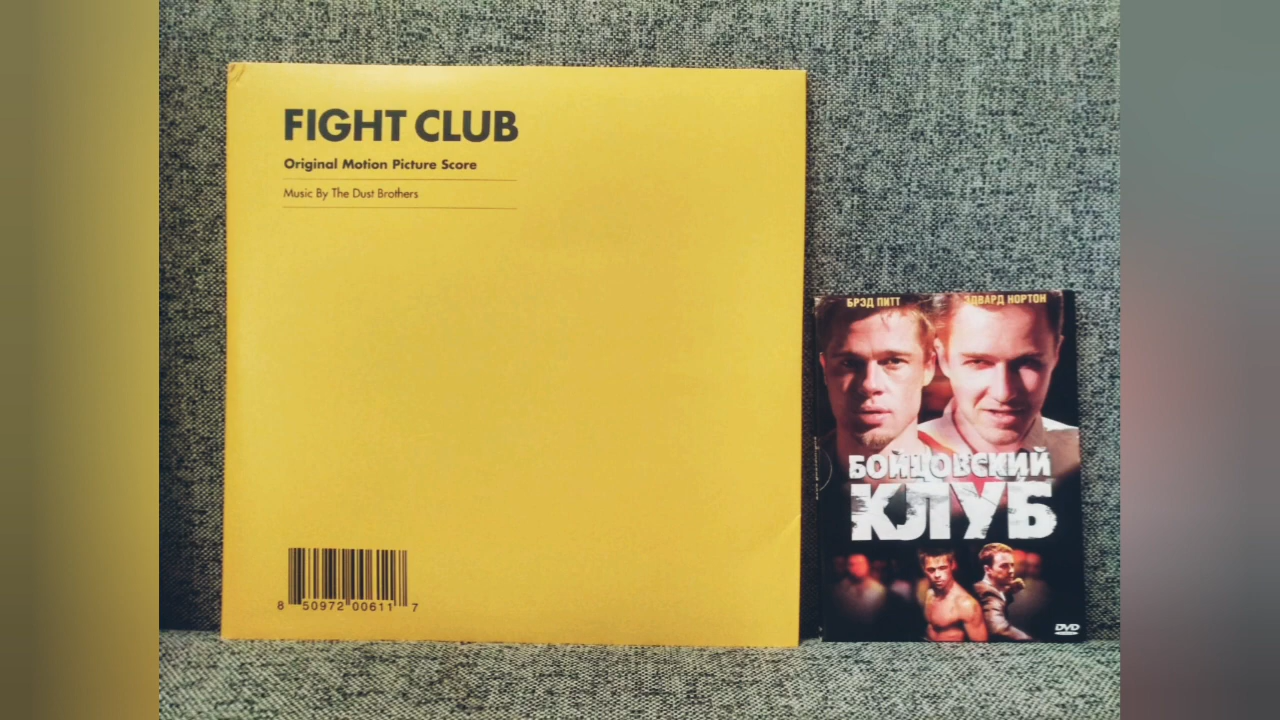 FIGHT CLUB
Original Motion Picture Score
Music By The Dust Brothers
8 50972 00611 7
БРЭД ПИТТ
ЭДВАРД НОРТОН
БОЙЦОВСКИЙ
КЛУБ
DVD